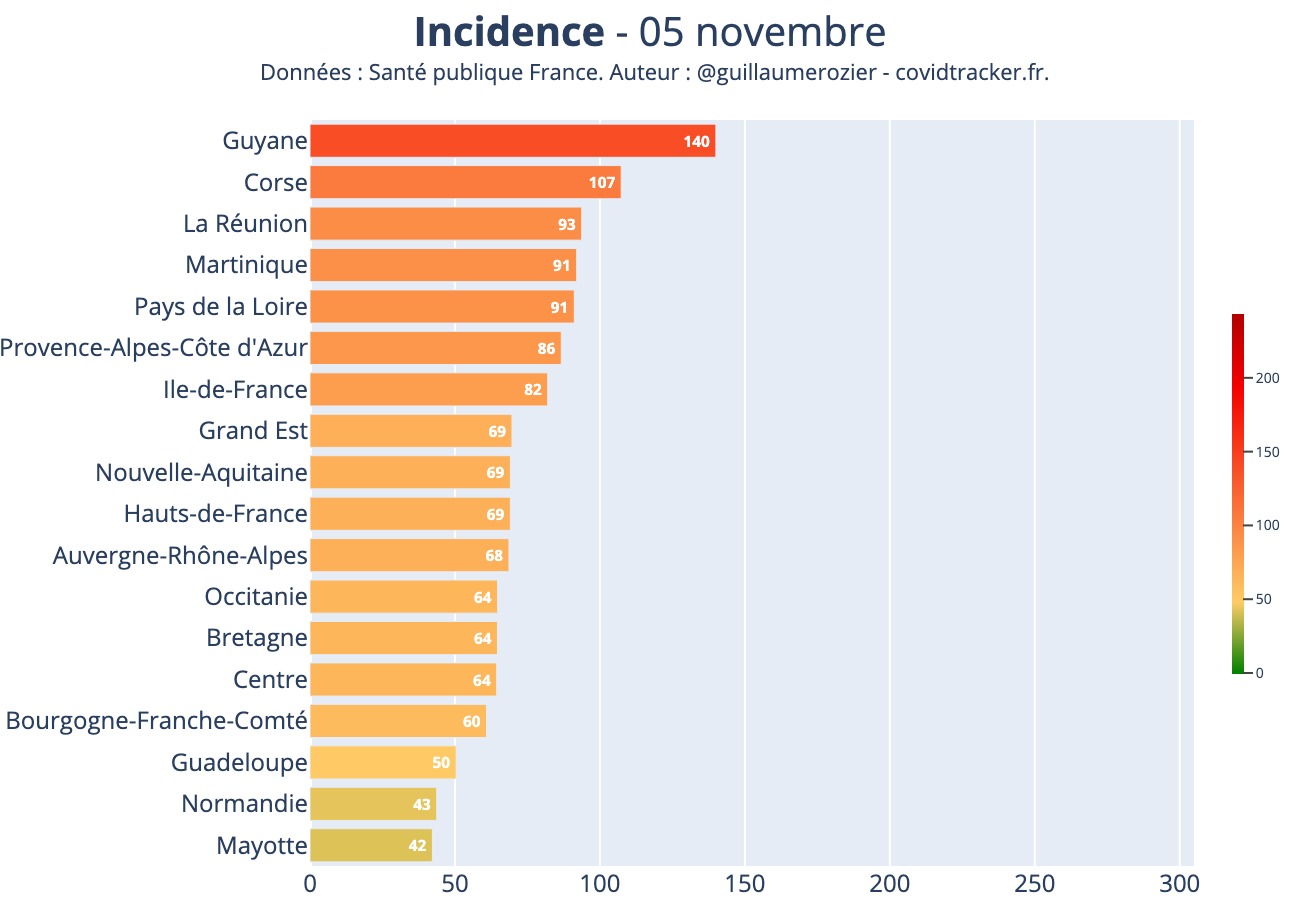 Incidence - 05 novembre
Données : Santé publique France. Auteur : @guillaumerozier - covidtracker.fr.
Guyane 140
Corse 107
La Réunion 93
Martinique 91
Pays de la Loire 91
Provence-Alpes-Côte d'Azur 86
Ile-de-France 82
Grand Est 69
Nouvelle-Aquitaine 69
Hauts-de-France 69
Auvergne-Rhône-Alpes 68
Occitanie 64
Bretagne 64
Centre 64
Bourgogne-Franche-Comté 60
Guadeloupe 50
Normandie 43
Mayotte 42
0 50 100 150 200 250 300
200
150
100
50
0